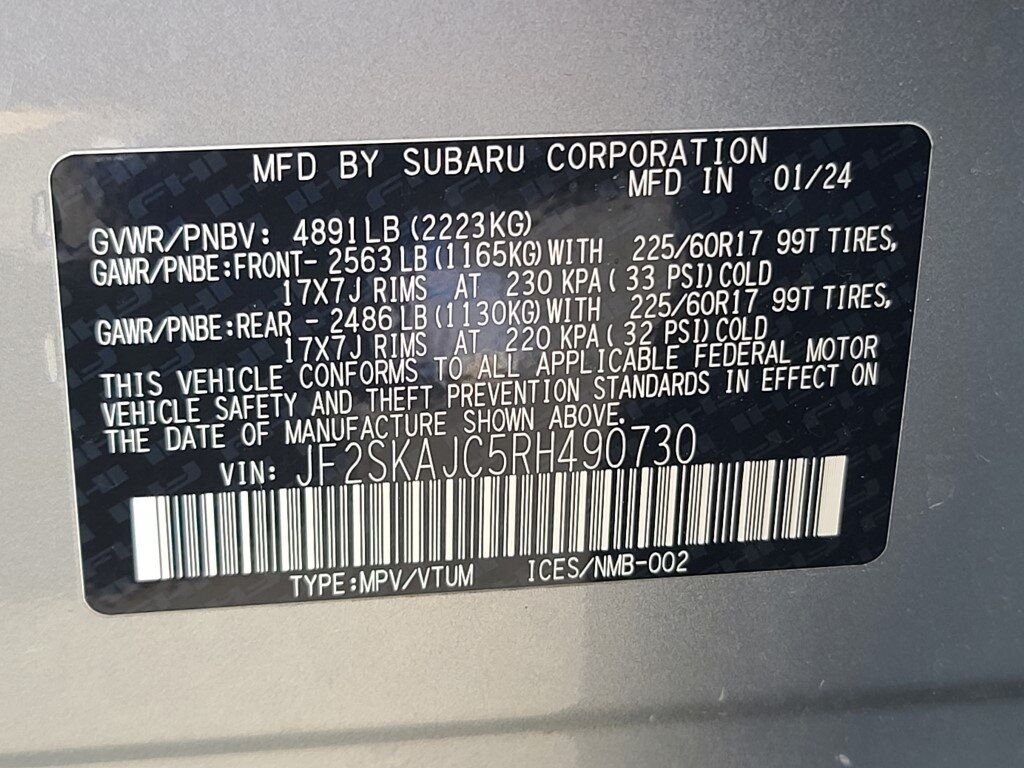 MFD BY SUBARU CORPORATION
MFD IN 01/24
GVWR/PNBV: 4891LB (2223KG)
GAWR/PNBE:FRONT- 2563 LB(1165KG)WITH 225/60R17 99T TIRES,
17X7J RIMS AT 230 KPA( 33 PSI)COLD
GAWR/PNBE:REAR - 2486 LB(1130KG)WITH 225/60R17 99T TIRES,
17X7J RIMS AT 220 KPA( 32 PSI)COLD
THIS VEHICLE CONFORMS TO ALL APPLICABLE FEDERAL MOTOR
VEHICLE SAFETY AND THEFT PREVENTION STANDARDS IN EFFECT ON
THE DATE OF MANUFACTURE SHOWN ABOVE.
VIN: JF2SKAJC5RH490730
TYPE:MPV/VTUM ICES/NMB-002